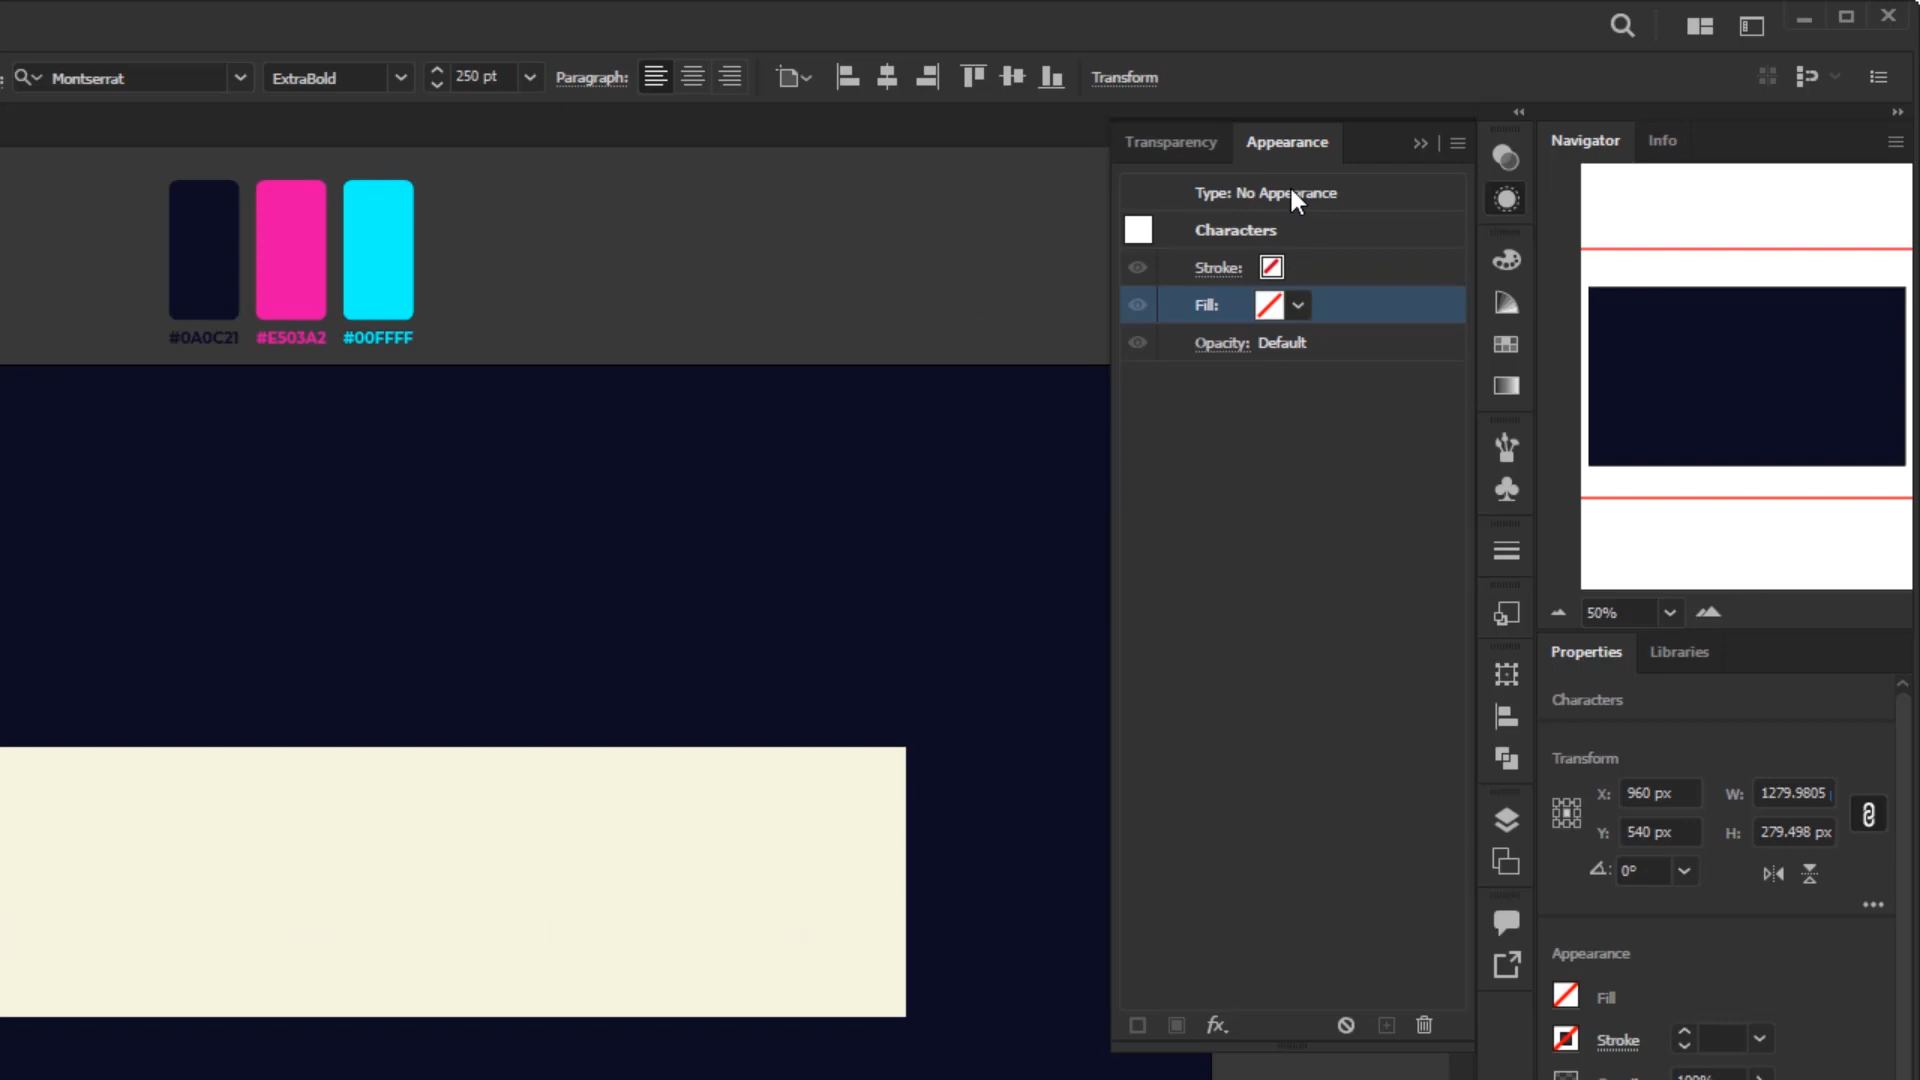 Montserrat
ExtraBold
250 pt
Paragraph:
Transform
Transparency
Appearance
Navigator
Info
Type: No Appearance
Characters
Stroke:
Fill:
Opacity: Default
#0A0C21
#E503A2
#00FFFF
50%
Properties
Libraries
Characters
Transform
X: 960 px
W: 1279.9805
Y: 540 px
H: 279.498 px
0°
Appearance
Fill
Stroke
fx.